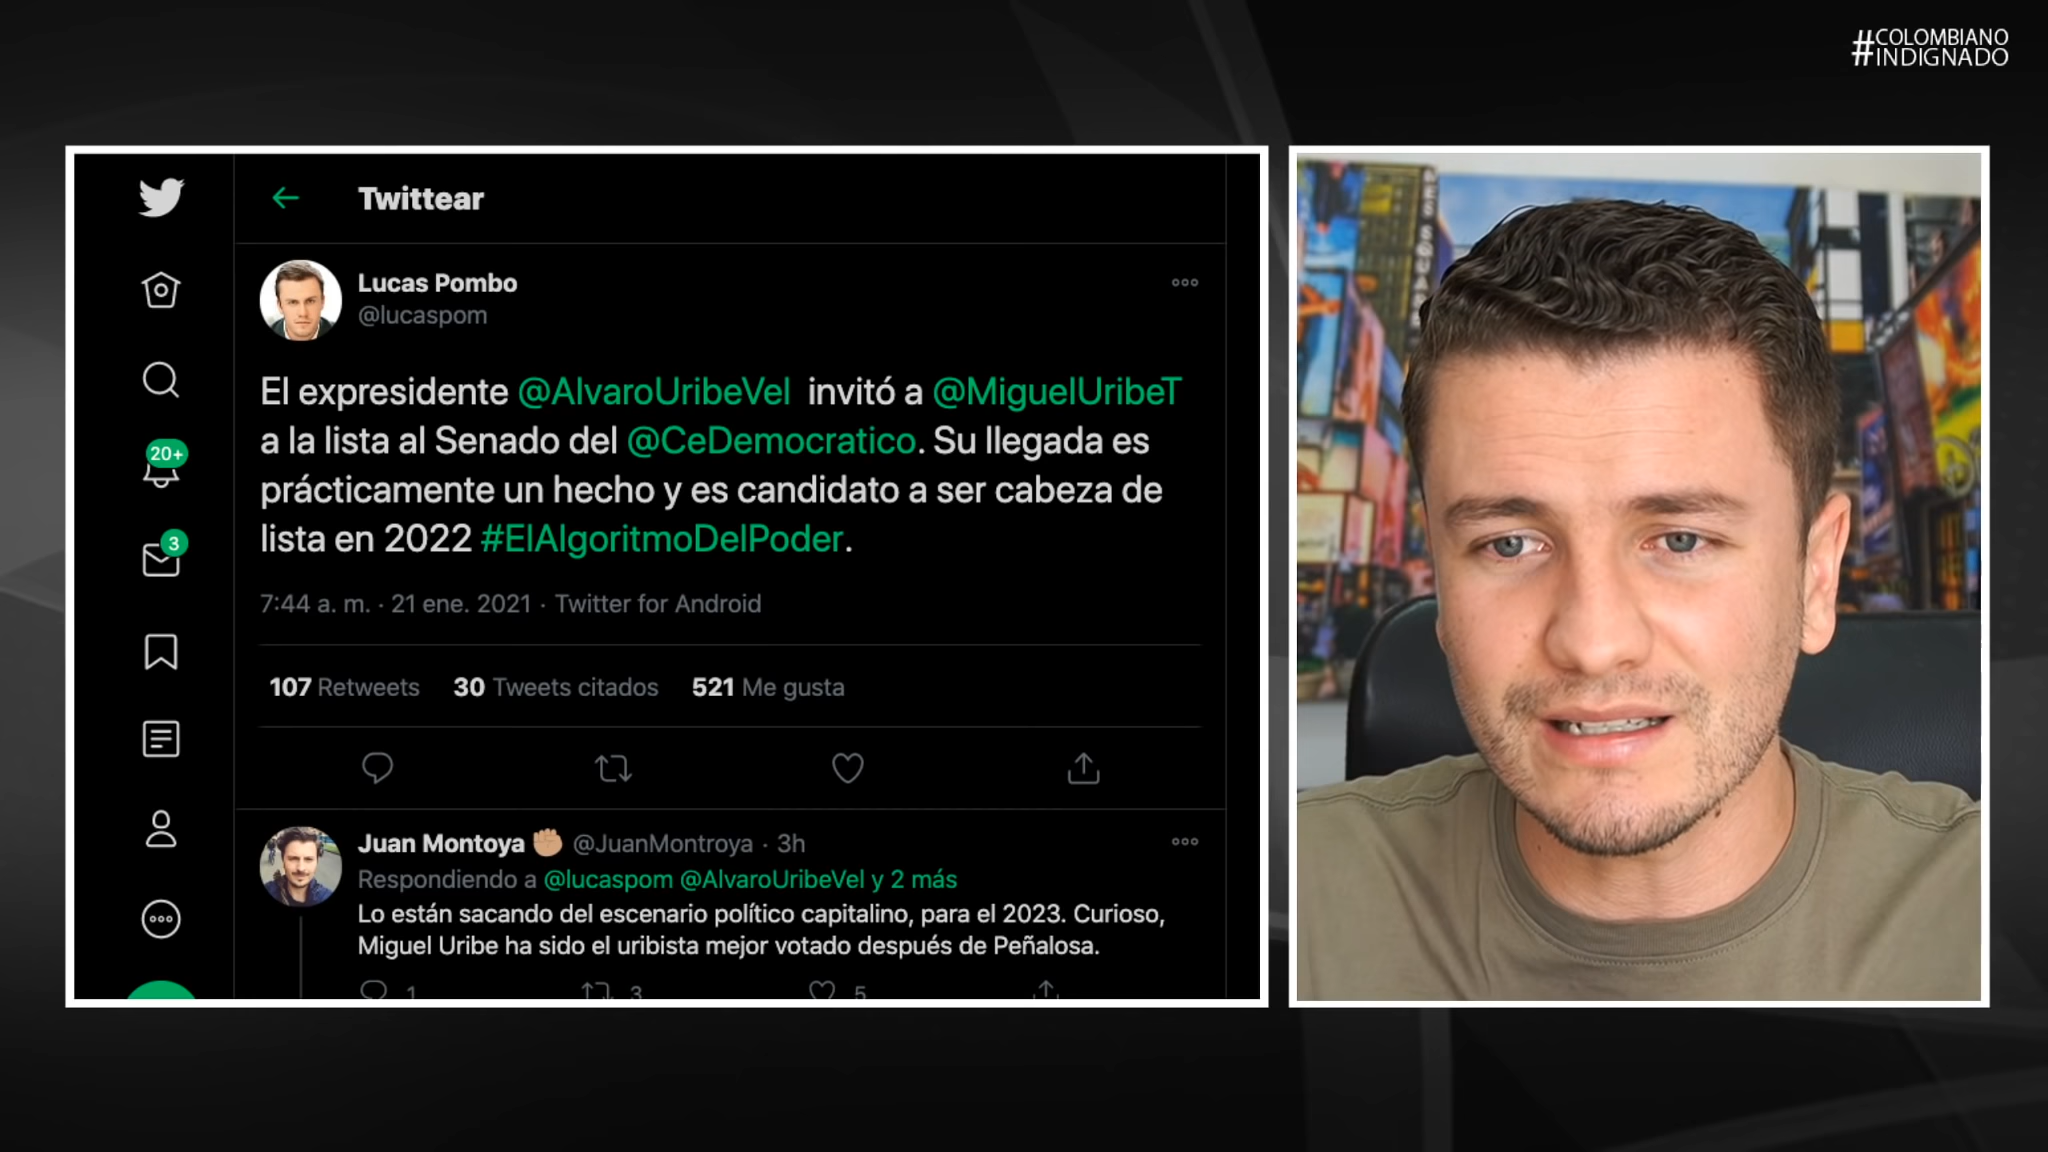 #COLOMBIANO
INDIGNADO
Twittear
Lucas Pombo
@lucaspom
El expresidente @AlvaroUribeVel invitó a @MiguelUribeT
a la lista al Senado del @CeDemocratico. Su llegada es
prácticamente un hecho y es candidato a ser cabeza de
lista en 2022 #ElAlgoritmoDelPoder.
7:44 a. m. · 21 ene. 2021 · Twitter for Android
20+
3
107 Retweets 30 Tweets citados 521 Me gusta
Juan Montoya ✊🏼 @JuanMontroya · 3h
Respondiendo a @lucaspom @AlvaroUribeVel y 2 más
Lo están sacando del escenario político capitalino, para el 2023. Curioso,
Miguel Uribe ha sido el uribista mejor votado después de Peñalosa.
1 3 5